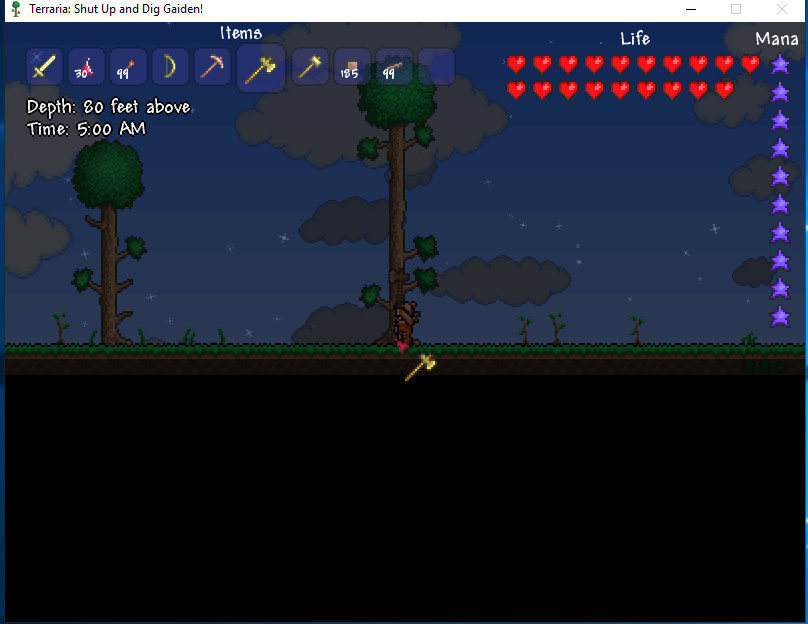 Terraria: Shut Up and Dig Gaiden!
Items
Life
Mana
30
99
185
99
Depth: 80 feet above
Time: 5:00 AM